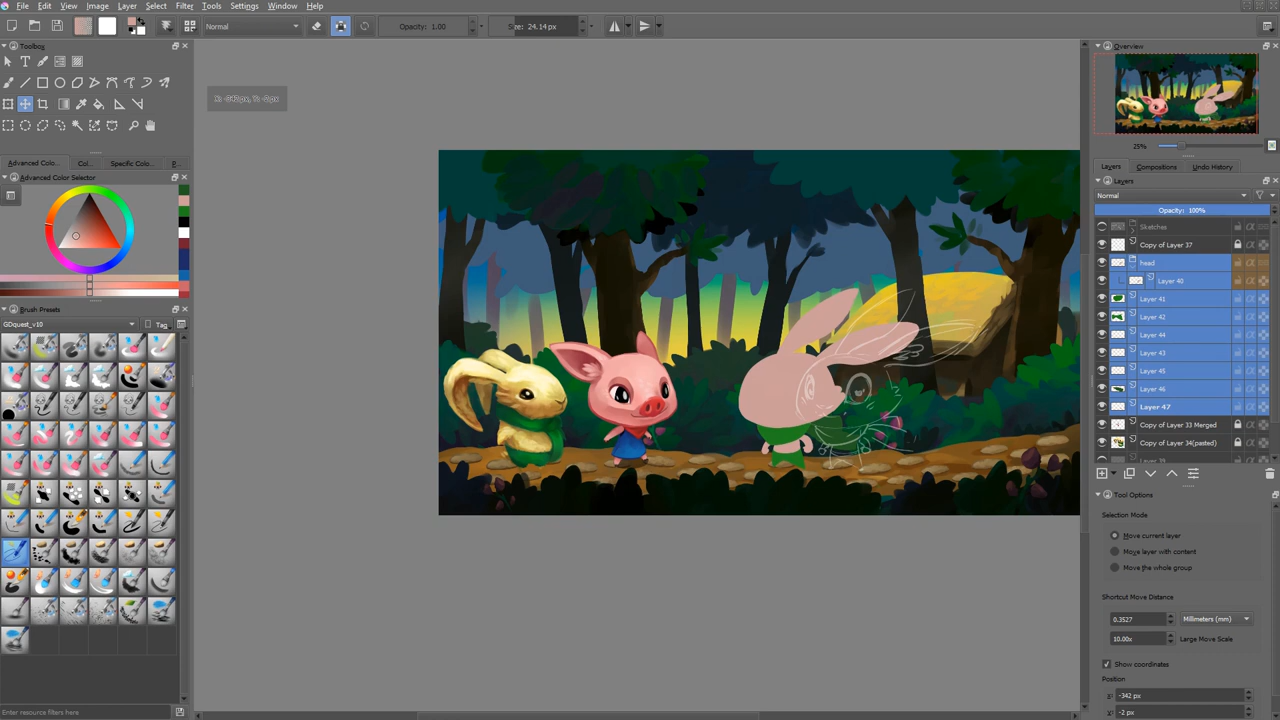 File Edit View Image Layer Select Filter Tools Settings Window Help
Normal
Opacity: 1.00
Size: 24.14 px
Toolbox
Advanced Colo...
Col...
Specific Colo...
P...
Advanced Color Selector
Brush Presets
GDquest_v10
Tag
Enter resource filters here
Overview
25%
Layers
Compositions
Undo History
Layers
Normal
Opacity: 100%
Sketches
Copy of Layer 37
head
Layer 40
Layer 41
Layer 42
Layer 44
Layer 43
Layer 45
Layer 46
Layer 47
Copy of Layer 33 Merged
Copy of Layer 34(pasted)
Tool Options
Selection Mode
Move current layer
Move layer with content
Move the whole group
Shortcut Move Distance
0.3527
Millimeters (mm)
10.00x
Large Move Scale
Show coordinates
Position
-342 px
-2 px